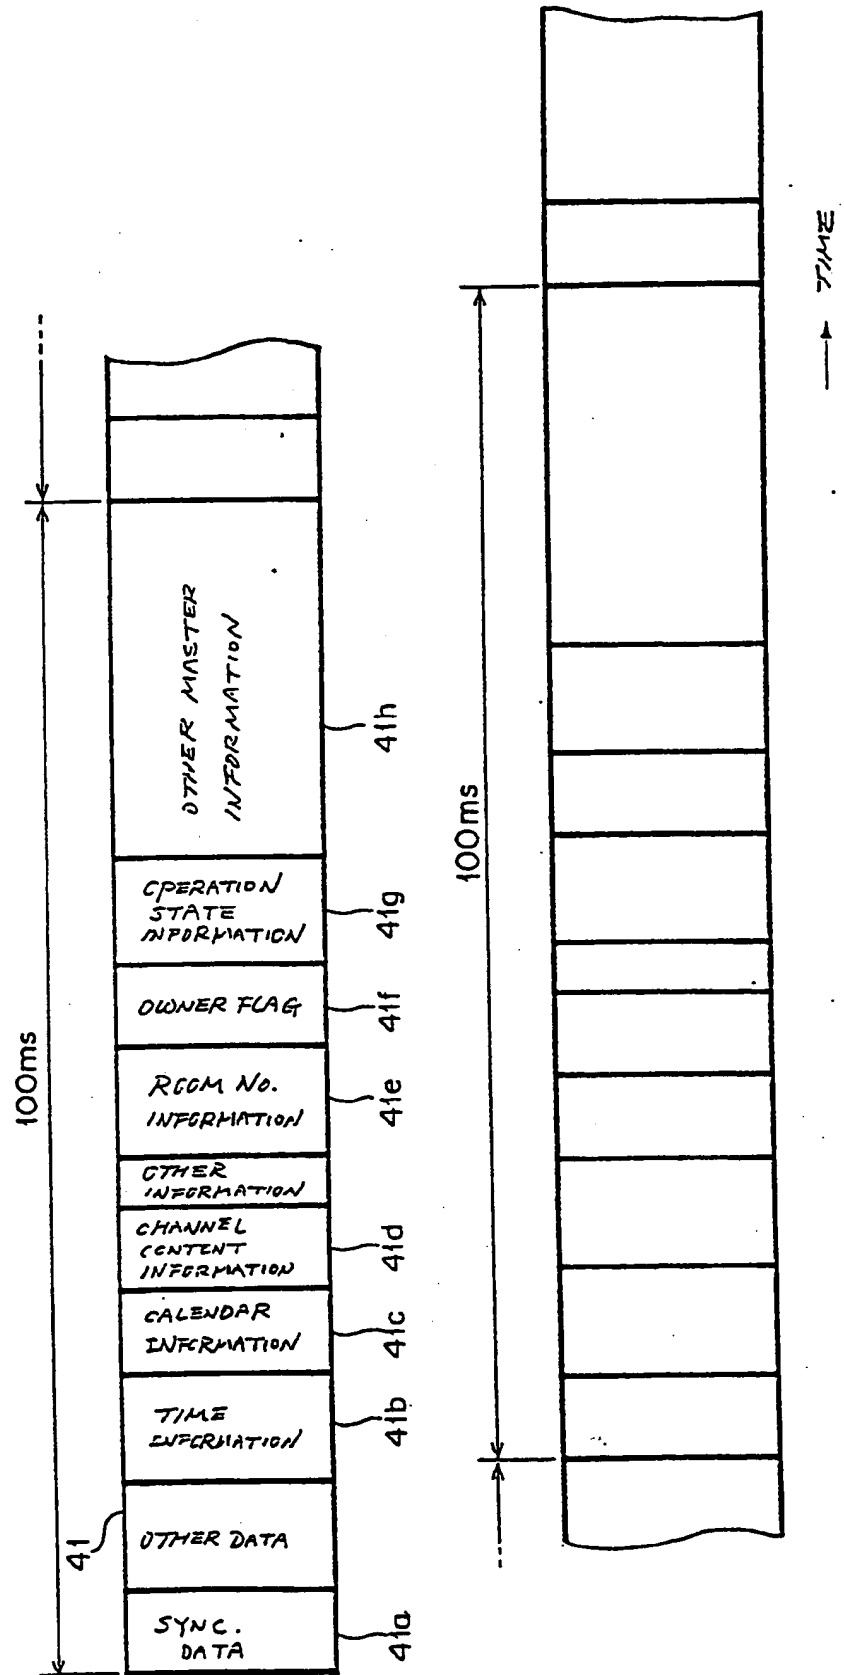 100ms
41
SYNC.
DATA
41a
OTHER DATA
TIME
INFORMATION
41b
CALENDAR
INFORMATION
41c
CHANNEL
CONTENT
INFORMATION
41d
OTHER
INFORMATION
ROOM NO.
INFORMATION
41e
OWNER FLAG
41f
OPERATION
STATE
INFORMATION
41g
OTHER MASTER
INFORMATION
41h
100ms
TIME